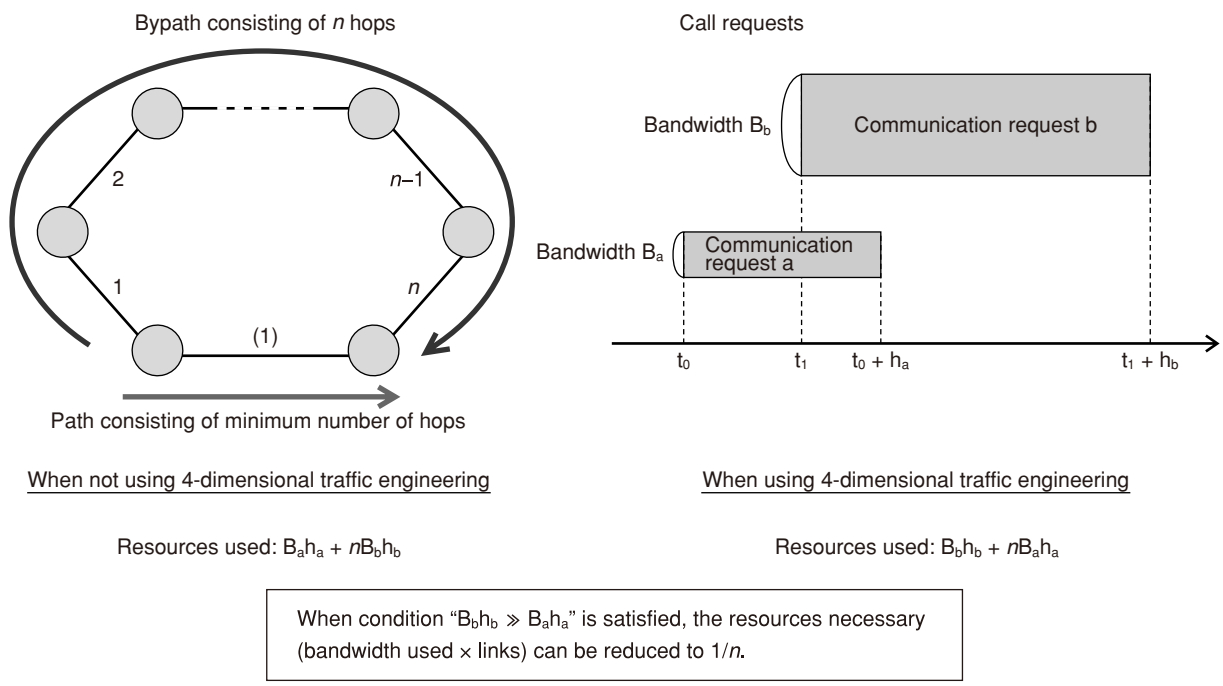 Bypath consisting of n hops
Call requests
Bandwidth Bb
Communication request b
2
n–1
Bandwidth Ba
Communication
request a
1
n
(1)
t0
t1
t0 + ha
t1 + hb
Path consisting of minimum number of hops
When not using 4-dimensional traffic engineering
When using 4-dimensional traffic engineering
Resources used: Baha + nBbhb
Resources used: Bbhb + nBaha
When condition “Bbhb ≫ Baha” is satisfied, the resources necessary
(bandwidth used × links) can be reduced to 1/n.